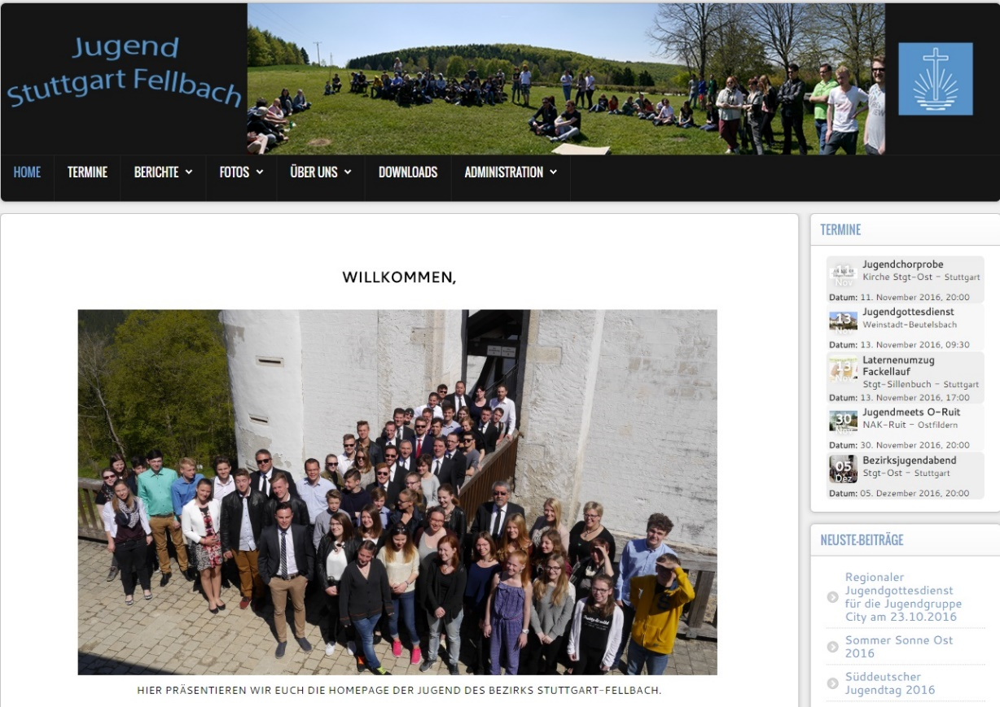 Jugend
Stuttgart Fellbach
HOME TERMINE BERICHTE FOTOS ÜBER UNS DOWNLOADS ADMINISTRATION
WILLKOMMEN,
HIER PRÄSENTIEREN WIR EUCH DIE HOMEPAGE DER JUGEND DES BEZIRKS STUTTGART-FELLBACH.
TERMINE
11
Nov
Jugendchorprobe
Kirche Stgt-Ost - Stuttgart
Datum: 11. November 2016, 20:00
13
Nov
Jugendgottesdienst
Weinstadt-Beutelsbach
Datum: 13. November 2016, 09:30
13
Nov
Laternenumzug
Fackellauf
Stgt-Sillenbuch - Stuttgart
Datum: 13. November 2016, 17:00
30
Nov
Jugendmeets O-Ruit
NAK-Ruit - Ostfildern
Datum: 30. November 2016, 20:00
05
Dez
Bezirksjugendabend
Stgt-Ost - Stuttgart
Datum: 05. Dezember 2016, 20:00
NEUSTE-BEITRÄGE
Regionaler
Jugendgottesdienst
für die Jugendgruppe
City am 23.10.2016
Sommer Sonne Ost
2016
Süddeutscher
Jugendtag 2016